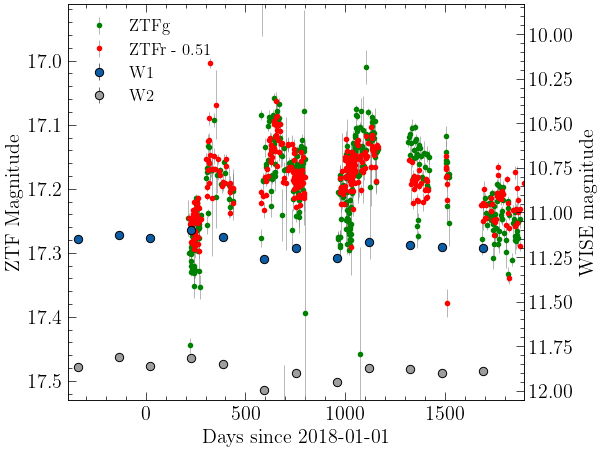 ZTFg
ZTFr - 0.51
W1
W2
17.0
17.1
17.2
17.3
17.4
17.5
ZTF Magnitude
10.00
10.25
10.50
10.75
11.00
11.25
11.50
11.75
12.00
WISE magnitude
0 500 1000 1500
Days since 2018-01-01